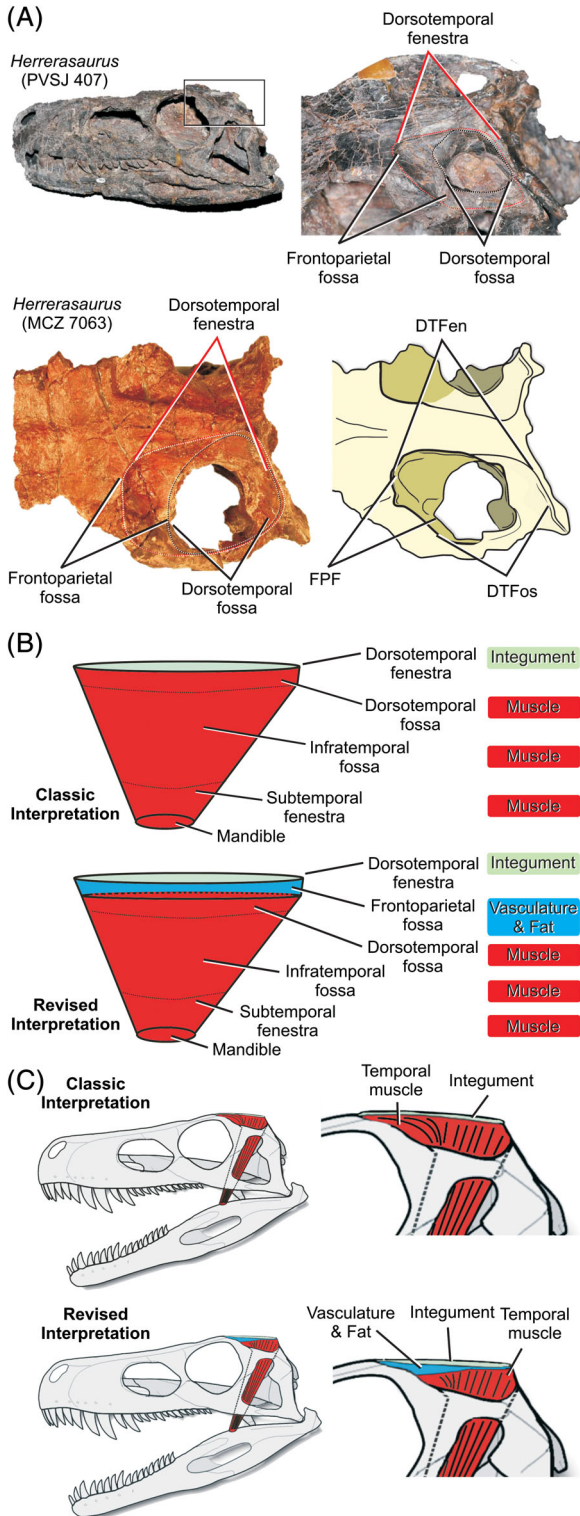 (A)
Herrerasaurus
(PVSJ 407)
Dorsotemporal
fenestra
Frontoparietal
fossa
Dorsotemporal
fossa
Herrerasaurus
(MCZ 7063)
Dorsotemporal
fenestra
Frontoparietal
fossa
Dorsotemporal
fossa
DTFen
FPF
DTFos
(B)
Dorsotemporal
fenestra
Integument
Dorsotemporal
fossa
Muscle
Infratemporal
fossa
Muscle
Classic
Interpretation
Subtemporal
fenestra
Muscle
Mandible
Dorsotemporal
fenestra
Integument
Frontoparietal
fossa
Vasculature
& Fat
Dorsotemporal
fossa
Muscle
Infratemporal
fossa
Muscle
Revised
Interpretation
Subtemporal
fenestra
Muscle
Mandible
(C)
Classic
Interpretation
Temporal
muscle
Integument
Revised
Interpretation
Vasculature
& Fat
Integument
Temporal
muscle